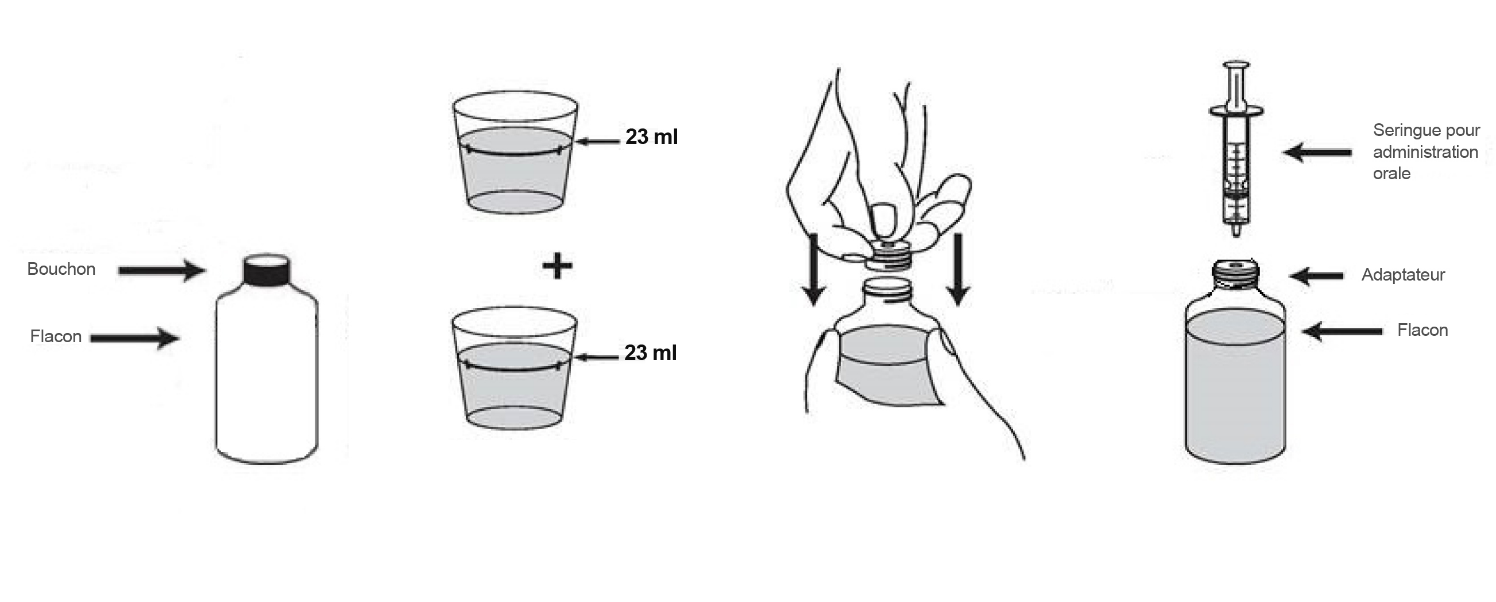 Bouchon
Flacon
23 ml
+
23 ml
Seringue pour
administration
orale
Adaptateur
Flacon